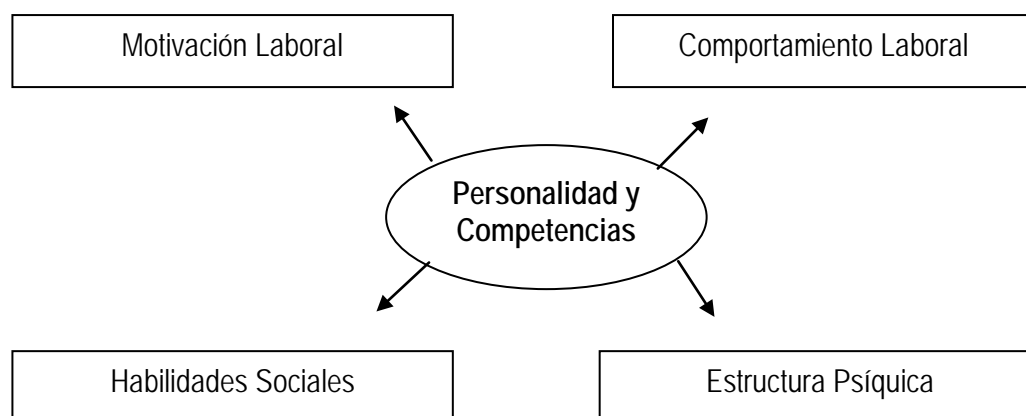 Motivación Laboral
Comportamiento Laboral
Personalidad y
Competencias
Habilidades Sociales
Estructura Psíquica